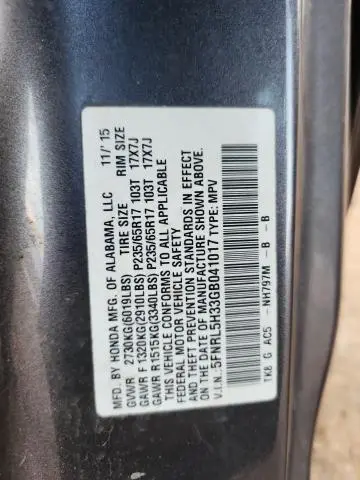 MFD. BY HONDA MFG. OF ALABAMA, LLC 11/'15
GVWR 2730KG(6019LBS) TIRE SIZE RIM SIZE
GAWR F 1320KG(2910LBS) P235/65R17 103T 17X7J
GAWR R 1515KG(3340LBS) P235/65R17 103T 17X7J
THIS VEHICLE CONFORMS TO ALL APPLICABLE
FEDERAL MOTOR VEHICLE SAFETY
AND THEFT PREVENTION STANDARDS IN EFFECT
ON THE DATE OF MANUFACTURE SHOWN ABOVE.
V.I.N.: 5FNRL5H33GB041017 TYPE: MPV
TK8 G AC5 - NH797M - B - B